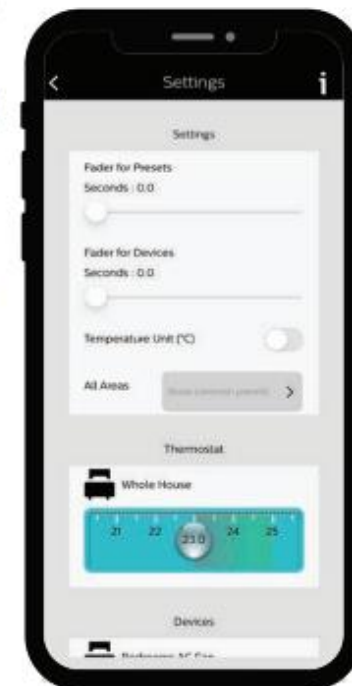 Settings
i
Settings
Fader for Presets
Seconds : 0.0
Fader for Devices
Seconds : 0.0
Temperature Unit (°C)
All Areas
Thermostat
Whole House
21 22 23.0 24 25
Devices